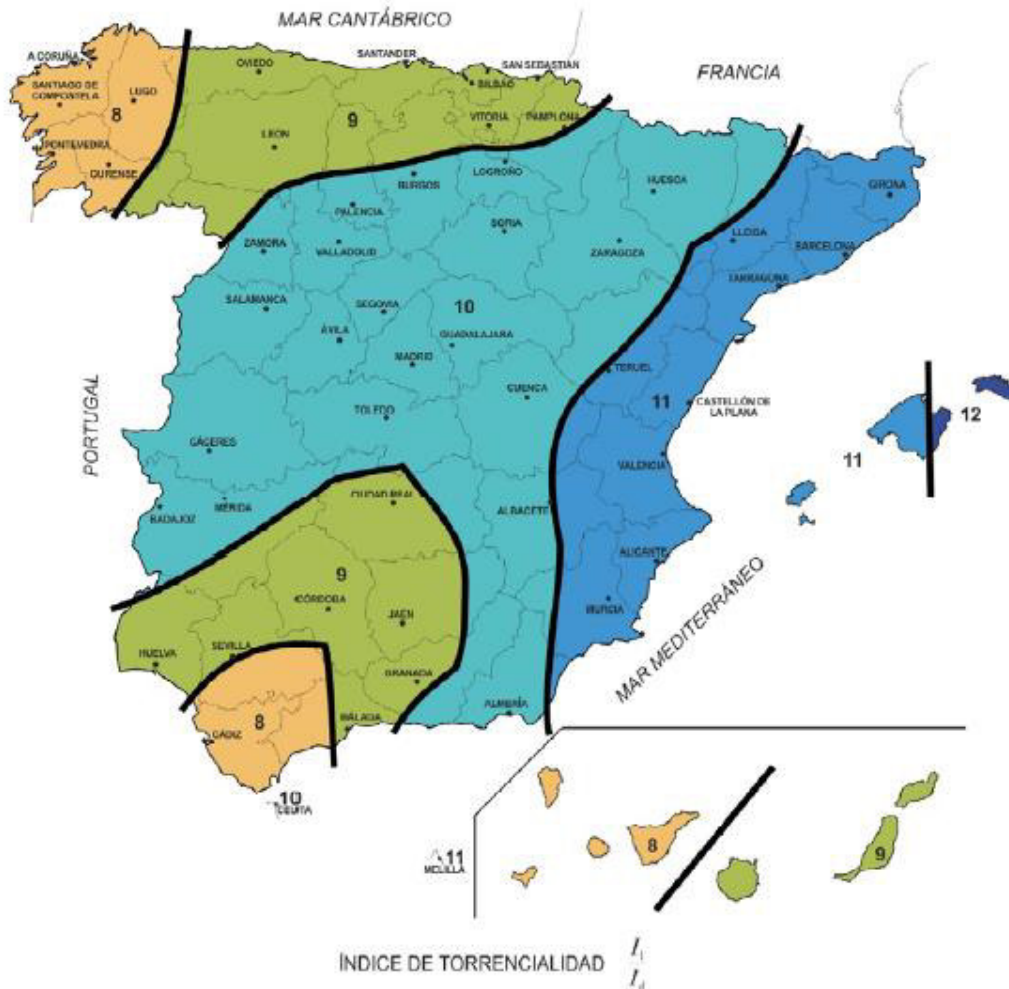 MAR CANTÁBRICO
A CORUÑA
OVIEDO
SANTANDER
SAN SEBASTIAN
FRANCIA
SANTIAGO DE
COMPOSTELA
LUGO
BILBAO
8
9
VITORIA
PAMPLONA
LEON
PONTEVEDRA
OURENSE
LOGROÑO
BURGOS
HUESCA
GIRONA
PALENCIA
SORIA
ZAMORA
VALLADOLID
ZARAGOZA
LLEIDA
BARCELONA
TARRAGONA
SALAMANCA
SEGOVIA
10
ÁVILA
GUADALAJARA
MADRID
TERUEL
CUENCA
PORTUGAL
TOLEDO
11
CASTELLÓN DE
LA PLANA
12
CÁCERES
VALENCIA
11
CIUDAD REAL
MÉRIDA
BADAJOZ
ALBACETE
ALICANTE
9
CÓRDOBA
MURCIA
JAEN
MAR MEDITERRÁNEO
SEVILLA
HUELVA
GRANADA
ALMERÍA
MÁLAGA
CÁDIZ
8
10
CEUTA
11
MELILLA
8
9
ÍNDICE DE TORRENCIALIDAD
I₁
I_d